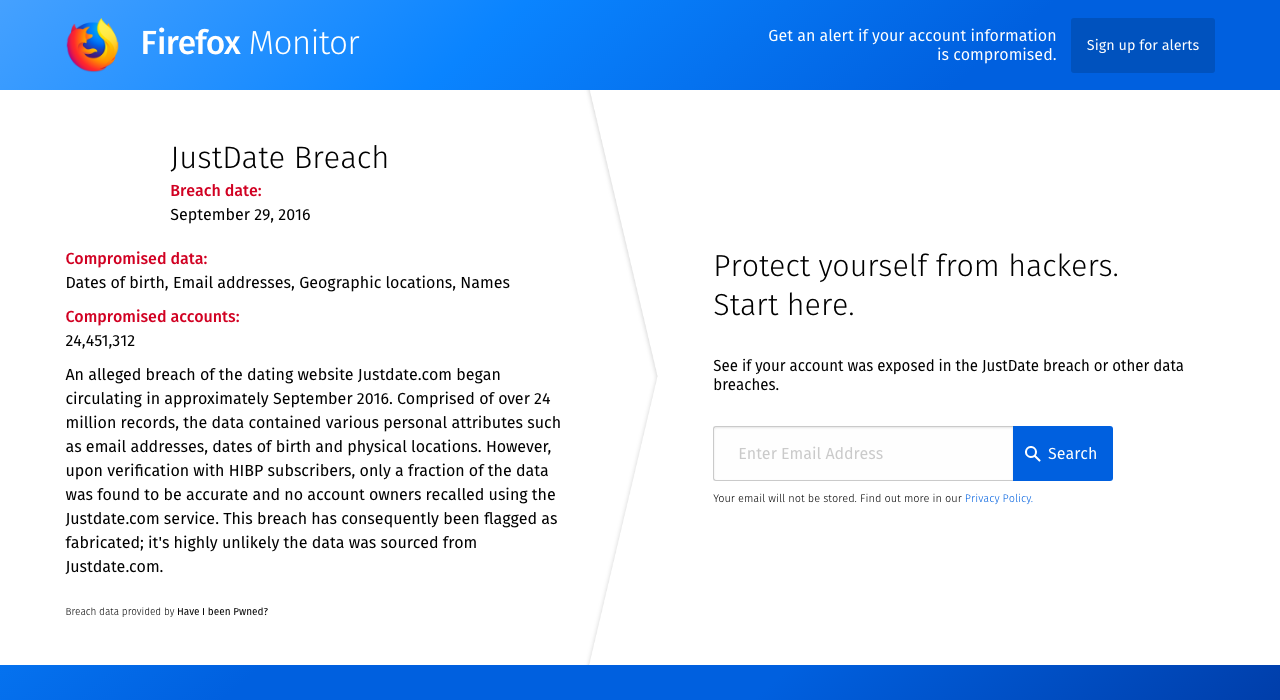 Firefox Monitor
Get an alert if your account information
is compromised.
Sign up for alerts
JustDate Breach
Breach date:
September 29, 2016
Compromised data:
Dates of birth, Email addresses, Geographic locations, Names
Compromised accounts:
24,451,312
An alleged breach of the dating website Justdate.com began
circulating in approximately September 2016. Comprised of over 24
million records, the data contained various personal attributes such
as email addresses, dates of birth and physical locations. However,
upon verification with HIBP subscribers, only a fraction of the data
was found to be accurate and no account owners recalled using the
Justdate.com service. This breach has consequently been flagged as
fabricated; it's highly unlikely the data was sourced from
Justdate.com.
Breach data provided by Have I been Pwned?
Protect yourself from hackers.
Start here.
See if your account was exposed in the JustDate breach or other data
breaches.
Enter Email Address
Search
Your email will not be stored. Find out more in our Privacy Policy.